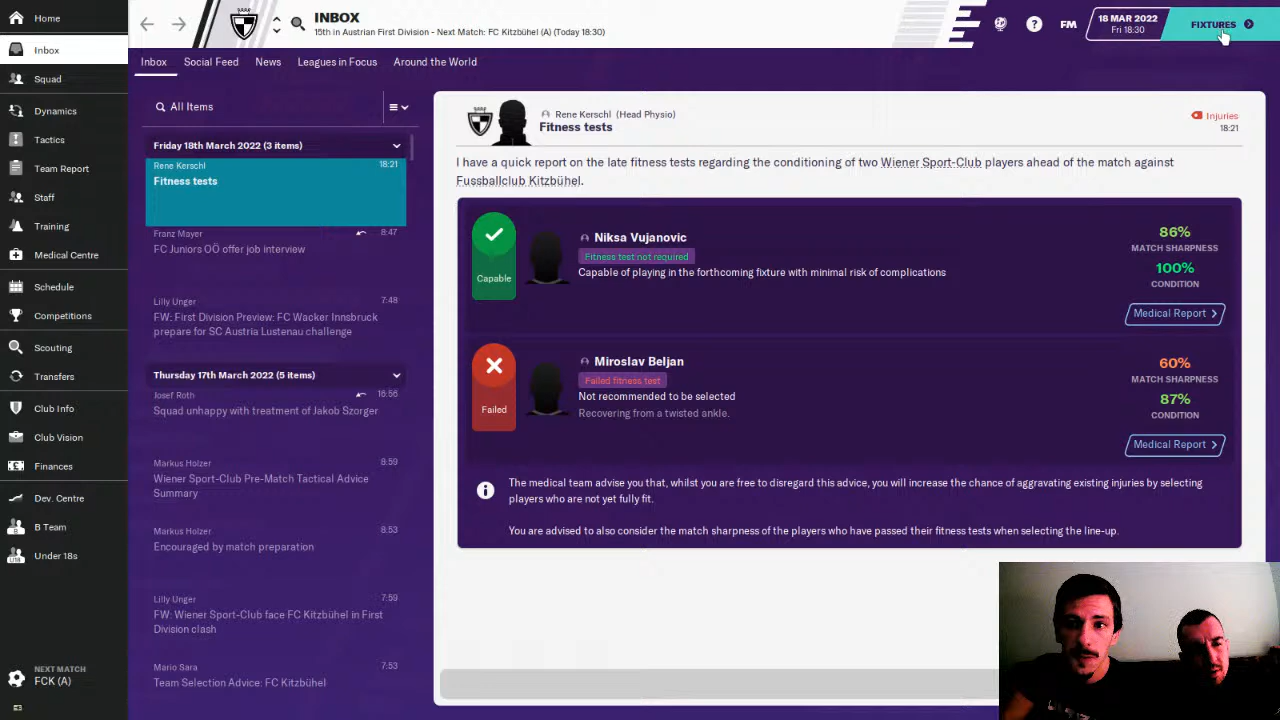 Home
Inbox
Squad
Dynamics
Tactics
Team Report
Staff
Training
Medical Centre
Schedule
Competitions
Scouting
Transfers
Club Info
Club Vision
Finances
Dev. Centre
B Team
Under 18s
NEXT MATCH
FCK (A)
INBOX
15th in Austrian First Division - Next Match: FC Kitzbühel (A) (Today 18:30)
FM
18 MAR 2022
Fri 18:30
FIXTURES
Inbox Social Feed News Leagues in Focus Around the World
All Items
Friday 18th March 2022 (3 items)
Rene Kerschl 18:21
Fitness tests
Franz Mayer 8:47
FC Juniors OÖ offer job interview
Lilly Unger 7:48
FW: First Division Preview: FC Wacker Innsbruck
prepare for SC Austria Lustenau challenge
Thursday 17th March 2022 (5 items)
Josef Roth 16:56
Squad unhappy with treatment of Jakob Szorger
Markus Holzer 8:59
Wiener Sport-Club Pre-Match Tactical Advice
Summary
Markus Holzer 8:53
Encouraged by match preparation
Lilly Unger 7:59
FW: Wiener Sport-Club face FC Kitzbühel in First
Division clash
Mario Sara 7:53
Team Selection Advice: FC Kitzbühel
Rene Kerschl (Head Physio)
Fitness tests
Injuries
18:21
I have a quick report on the late fitness tests regarding the conditioning of two Wiener Sport-Club players ahead of the match against
Fussballclub Kitzbühel.
Capable
Niksa Vujanovic
Fitness test not required
Capable of playing in the forthcoming fixture with minimal risk of complications
86%
MATCH SHARPNESS
100%
CONDITION
Medical Report
Failed
Miroslav Beljan
Failed fitness test
Not recommended to be selected
Recovering from a twisted ankle.
60%
MATCH SHARPNESS
87%
CONDITION
Medical Report
The medical team advise you that, whilst you are free to disregard this advice, you will increase the chance of aggravating existing injuries by selecting
players who are not yet fully fit.
You are advised to also consider the match sharpness of the players who have passed their fitness tests when selecting the line-up.